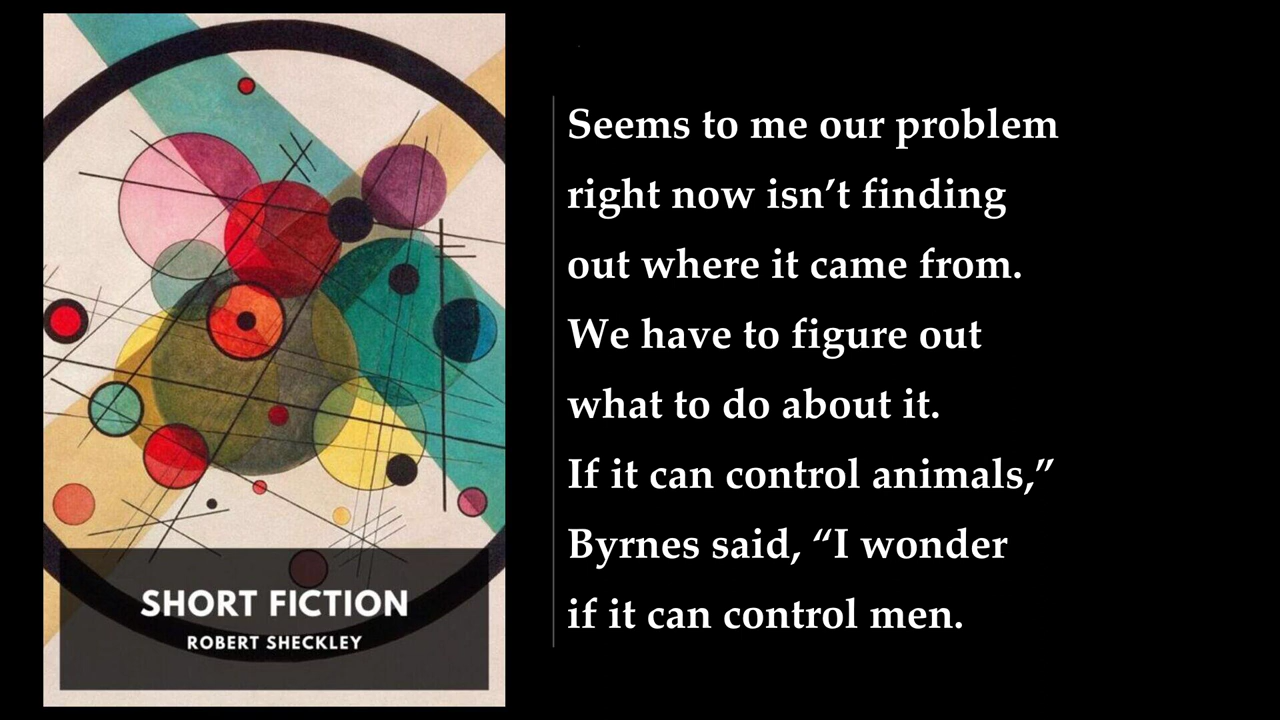 SHORT FICTION
ROBERT SHECKLEY
Seems to me our problem
right now isn’t finding
out where it came from.
We have to figure out
what to do about it.
If it can control animals,”
Byrnes said, “I wonder
if it can control men.